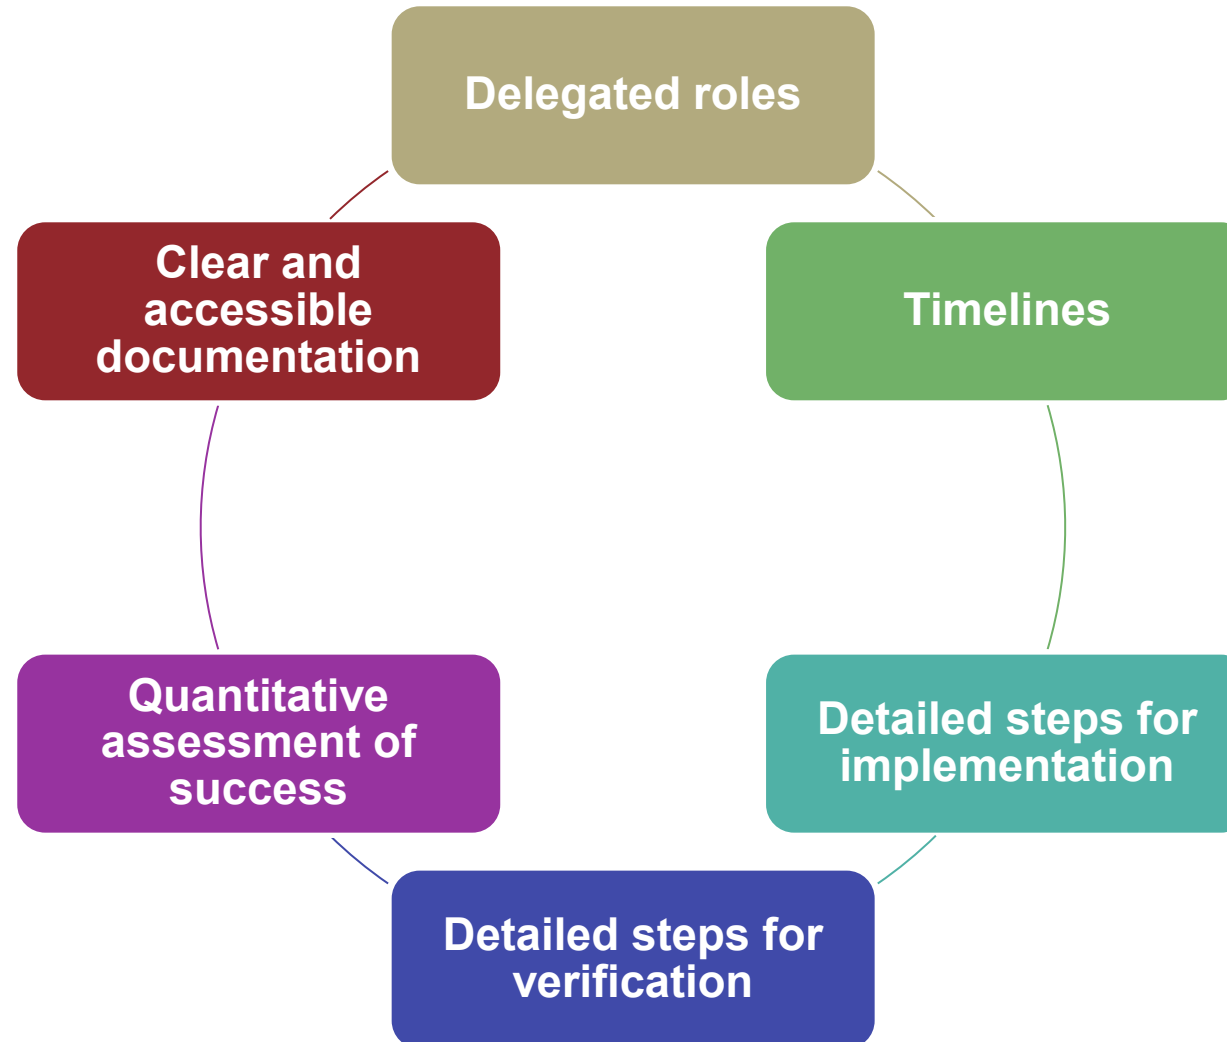 Delegated roles
Timelines
Detailed steps for
implementation
Detailed steps for
verification
Quantitative
assessment of
success
Clear and
accessible
documentation